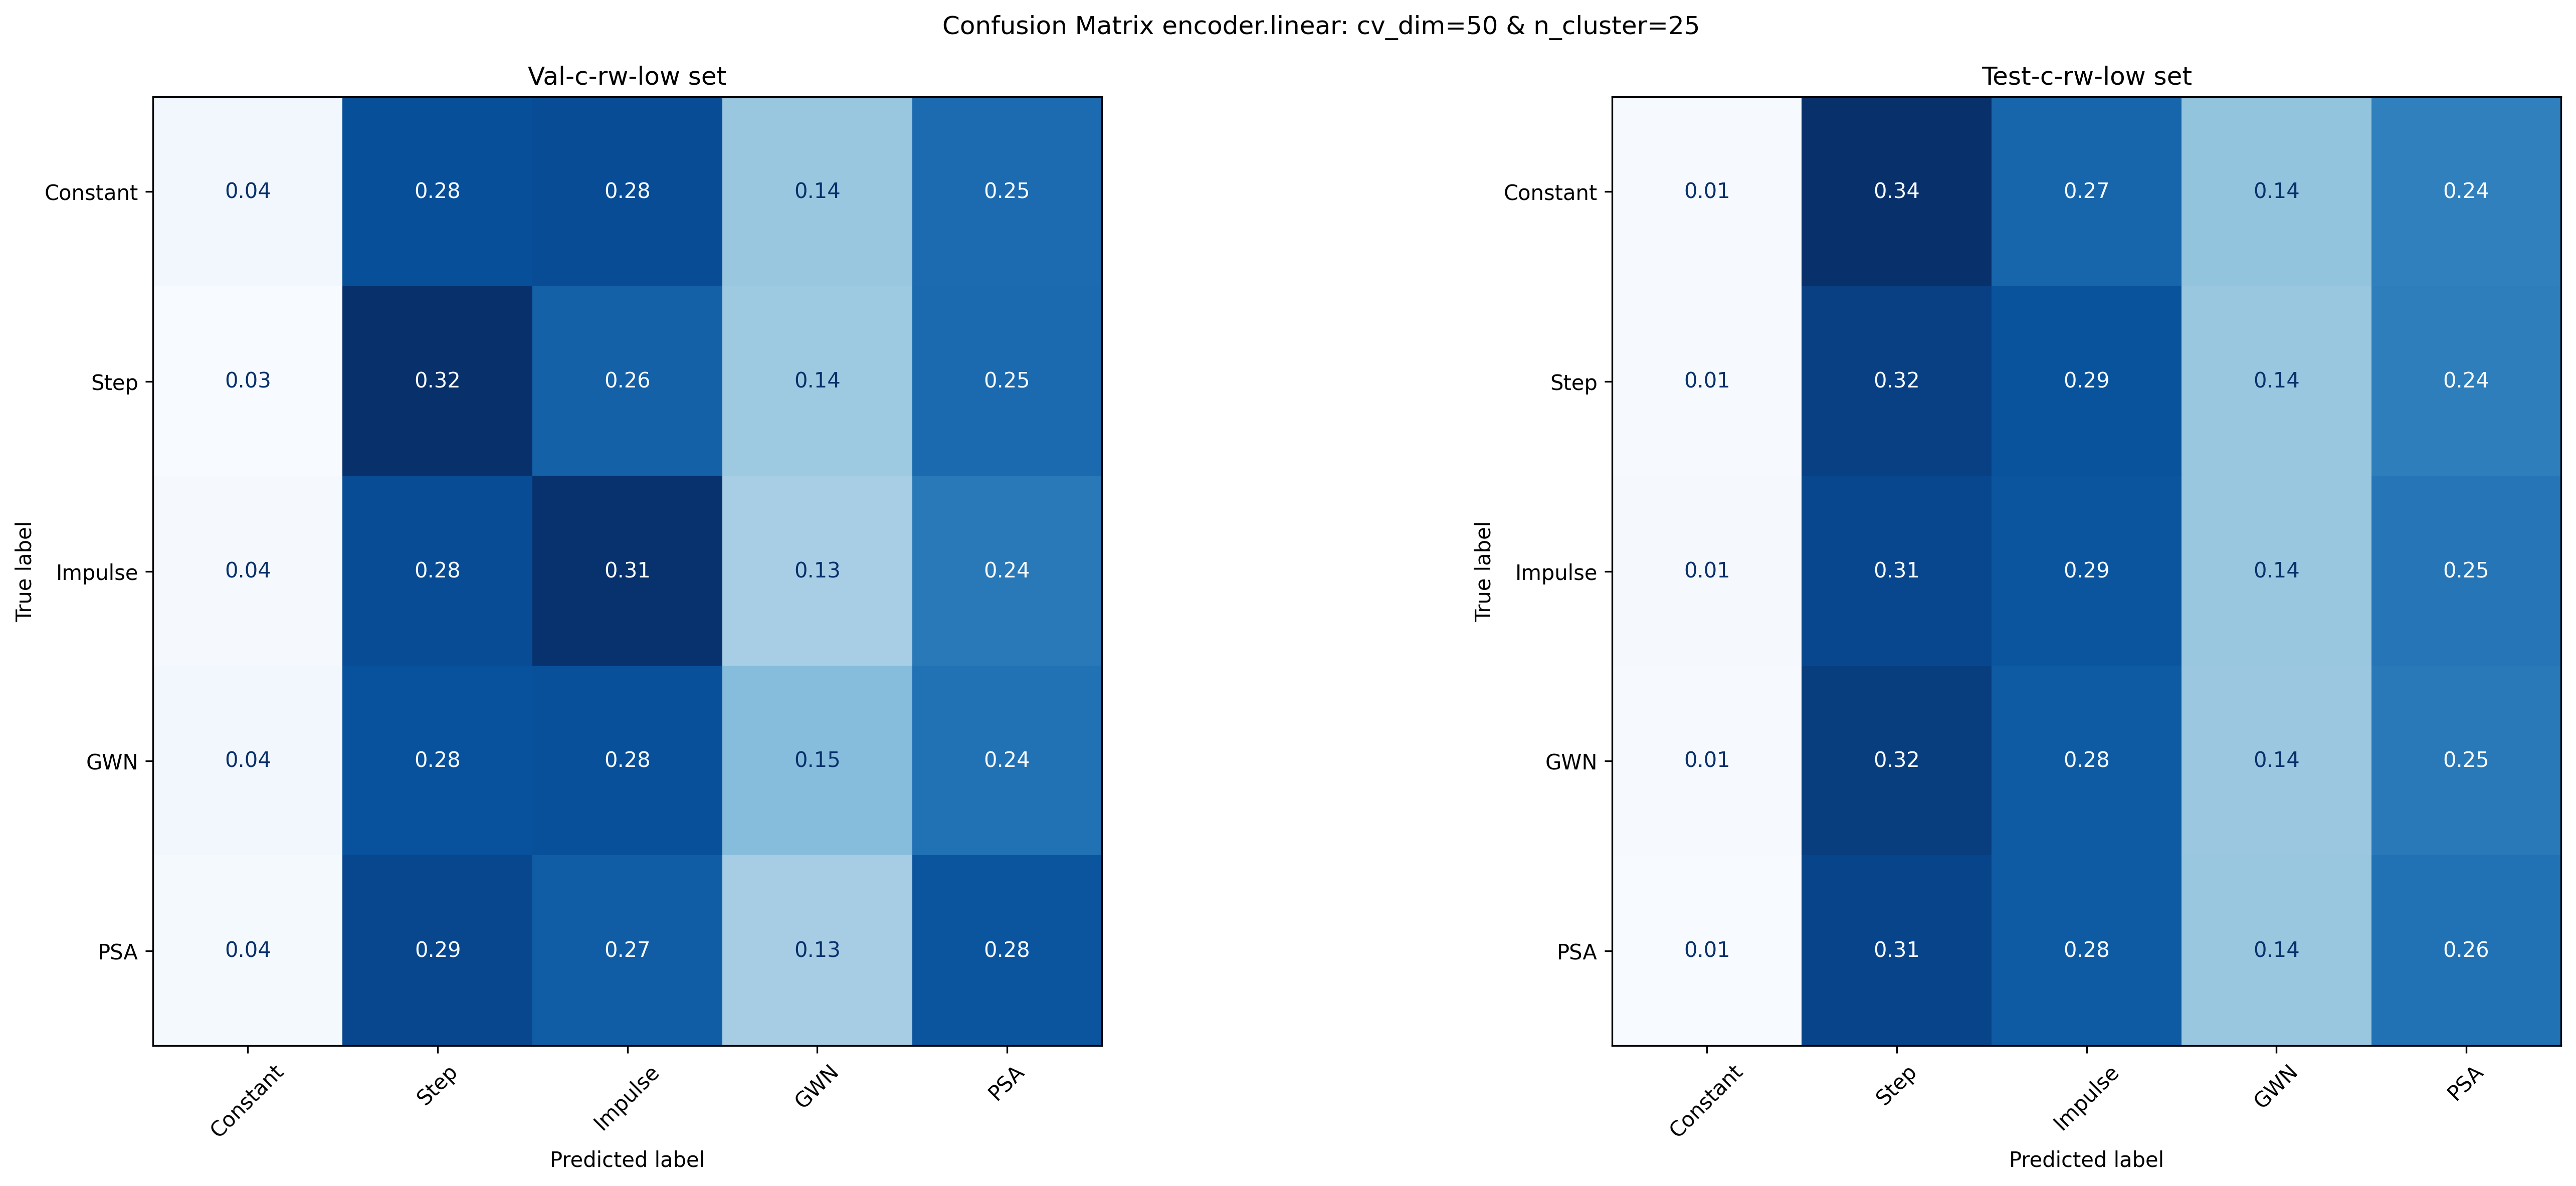 Confusion Matrix encoder.linear: cv_dim=50 & n_cluster=25
Val-c-rw-low set
True label
Constant 0.04 0.28 0.28 0.14 0.25
Step 0.03 0.32 0.26 0.14 0.25
Impulse 0.04 0.28 0.31 0.13 0.24
GWN 0.04 0.28 0.28 0.15 0.24
PSA 0.04 0.29 0.27 0.13 0.28
Constant Step Impulse GWN PSA
Predicted label
Test-c-rw-low set
True label
Constant 0.01 0.34 0.27 0.14 0.24
Step 0.01 0.32 0.29 0.14 0.24
Impulse 0.01 0.31 0.29 0.14 0.25
GWN 0.01 0.32 0.28 0.14 0.25
PSA 0.01 0.31 0.28 0.14 0.26
Constant Step Impulse GWN PSA
Predicted label